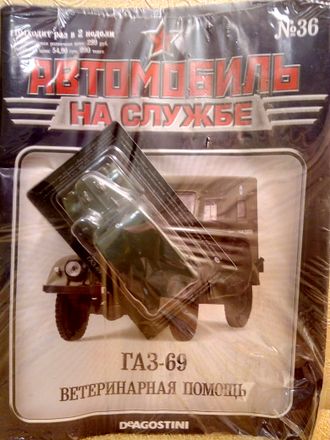 Выходит раз в 2 недели
№36
АВТОМОБИЛЬ
НА СЛУЖБЕ
ГАЗ-69
ВЕТЕРИНАРНАЯ ПОМОЩЬ
DeAGOSTINI